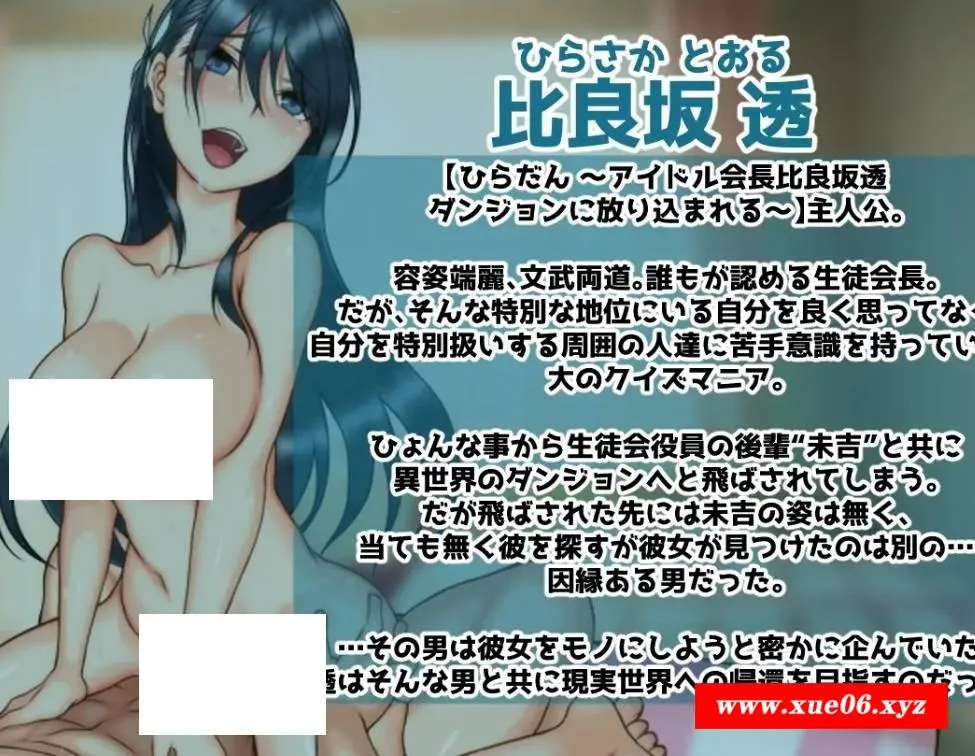 ひらさか とおる
比良坂 透
【ひらだん ～アイドル会長比良坂透
ダンジョンに放り込まれる～】主人公。
容姿端麗、文武両道。誰もが認める生徒会長。
だが、そんな特別な地位にいる自分を良く思ってな
自分を特別扱いする周囲の人達に苦手意識を持ってい
大のクイズマニア。
ひょんな事から生徒会役員の後輩“未吉”と共に
異世界のダンジョンへと飛ばされてしまう。
だが飛ばされた先には未吉の姿は無く、
当ても無く彼を探すが彼女が見つけたのは別の…
因縁ある男だった。
…その男は彼女をモノにしようと密かに企んでいた
透はそんな男と共に現実世界への帰還を目指すのだっ
www.xue06.xyz